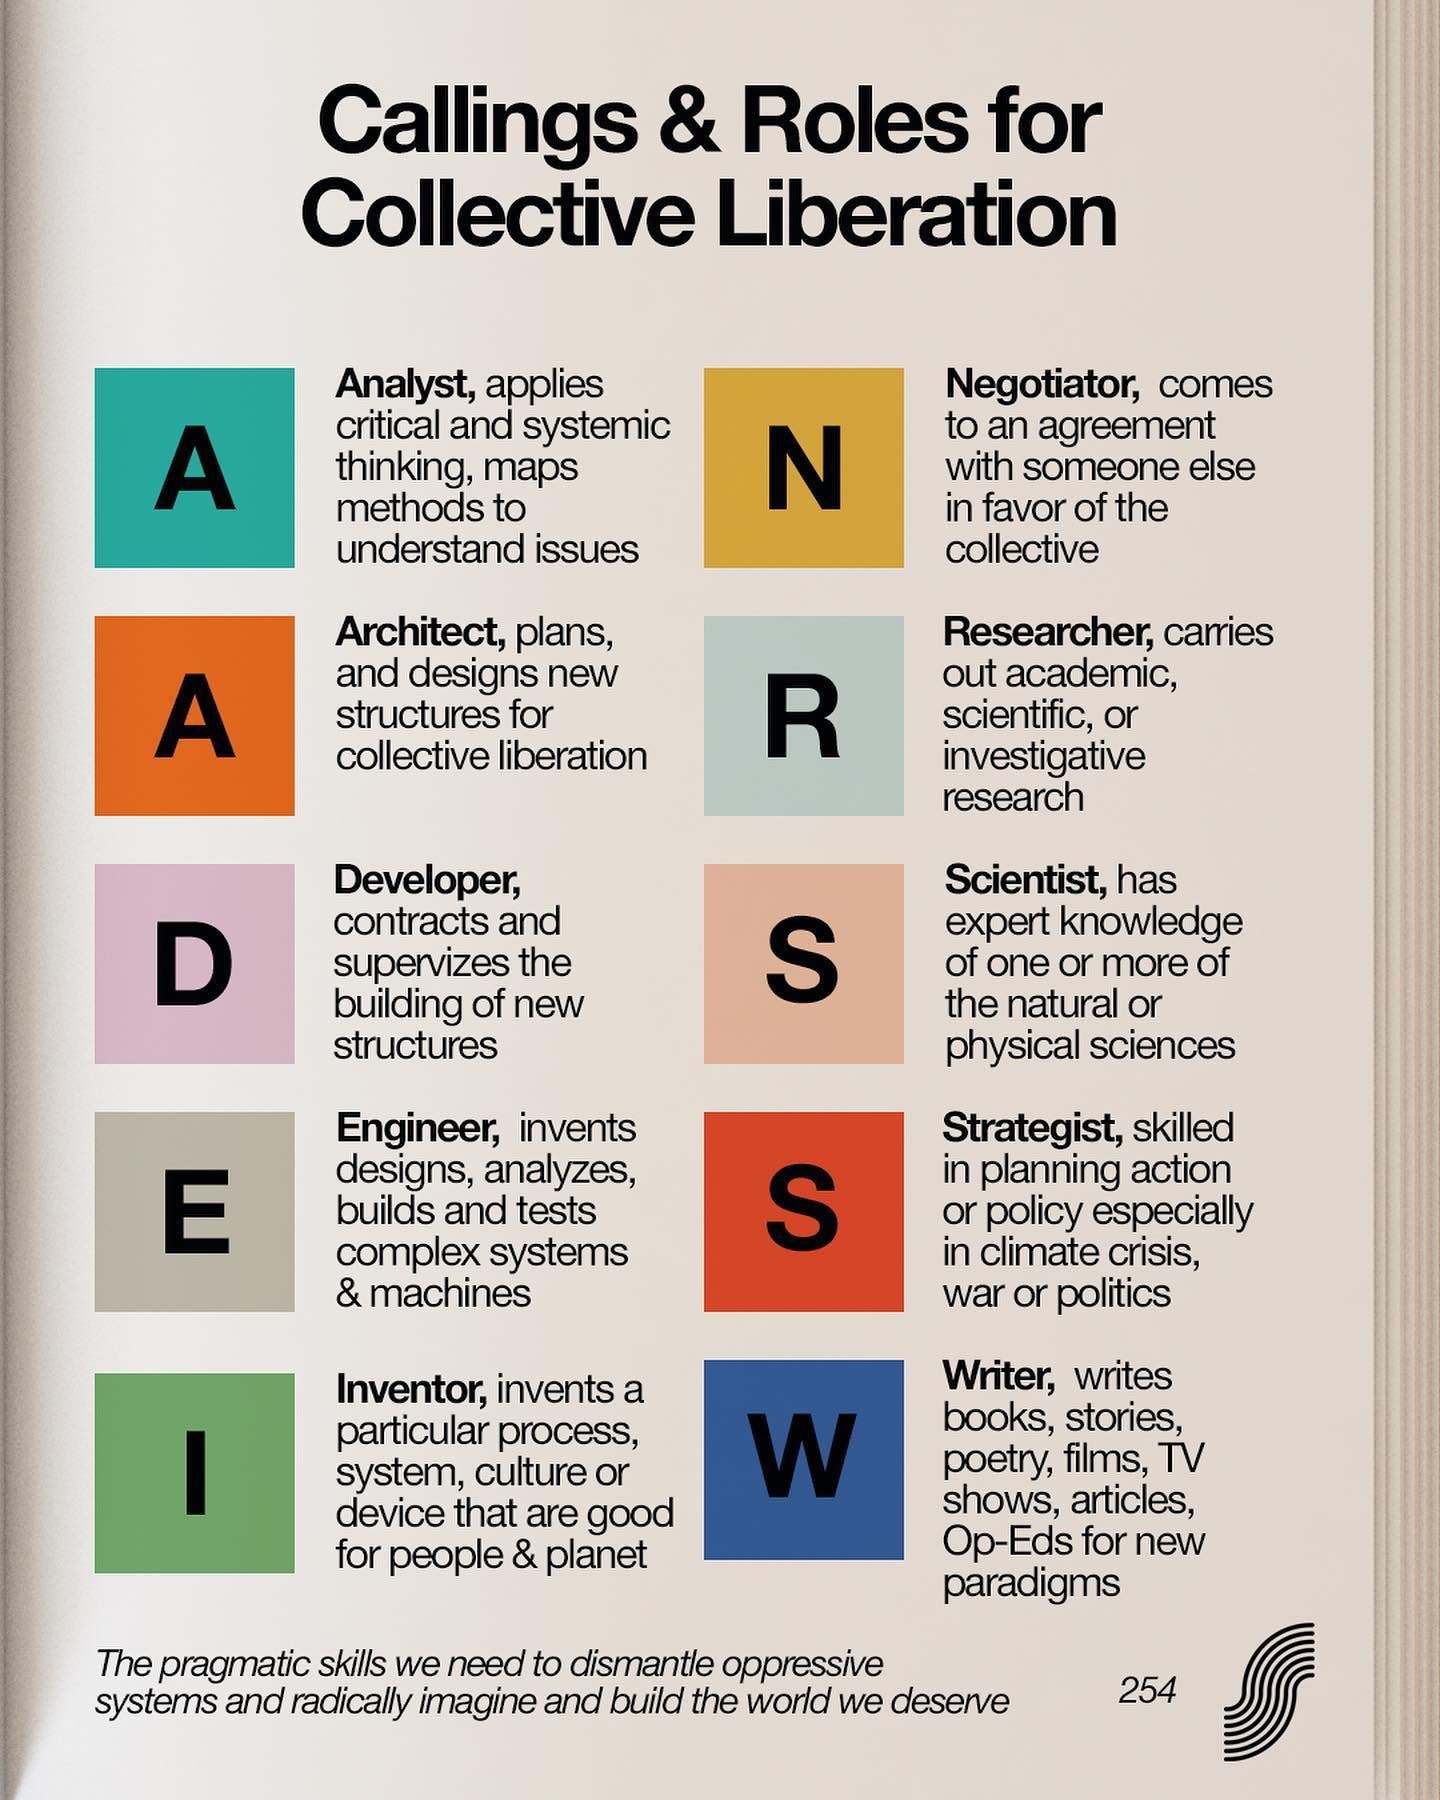 Callings & Roles for
Collective Liberation
A
Analyst, applies
critical and systemic
thinking, maps
methods to
understand issues
A
Architect, plans,
and designs new
structures for
collective liberation
D
Developer,
contracts and
supervizes the
building of new
structures
E
Engineer, invents
designs, analyzes,
builds and tests
complex systems
& machines
I
Inventor, invents a
particular process,
system, culture or
device that are good
for people & planet
N
Negotiator, comes
to an agreement
with someone else
in favor of the
collective
R
Researcher, carries
out academic,
scientific, or
investigative
research
S
Scientist, has
expert knowledge
of one or more of
the natural or
physical sciences
S
Strategist, skilled
in planning action
or policy especially
in climate crisis,
war or politics
W
Writer, writes
books, stories,
poetry, films, TV
shows, articles,
Op-Eds for new
paradigms
The pragmatic skills we need to dismantle oppressive
systems and radically imagine and build the world we deserve
254